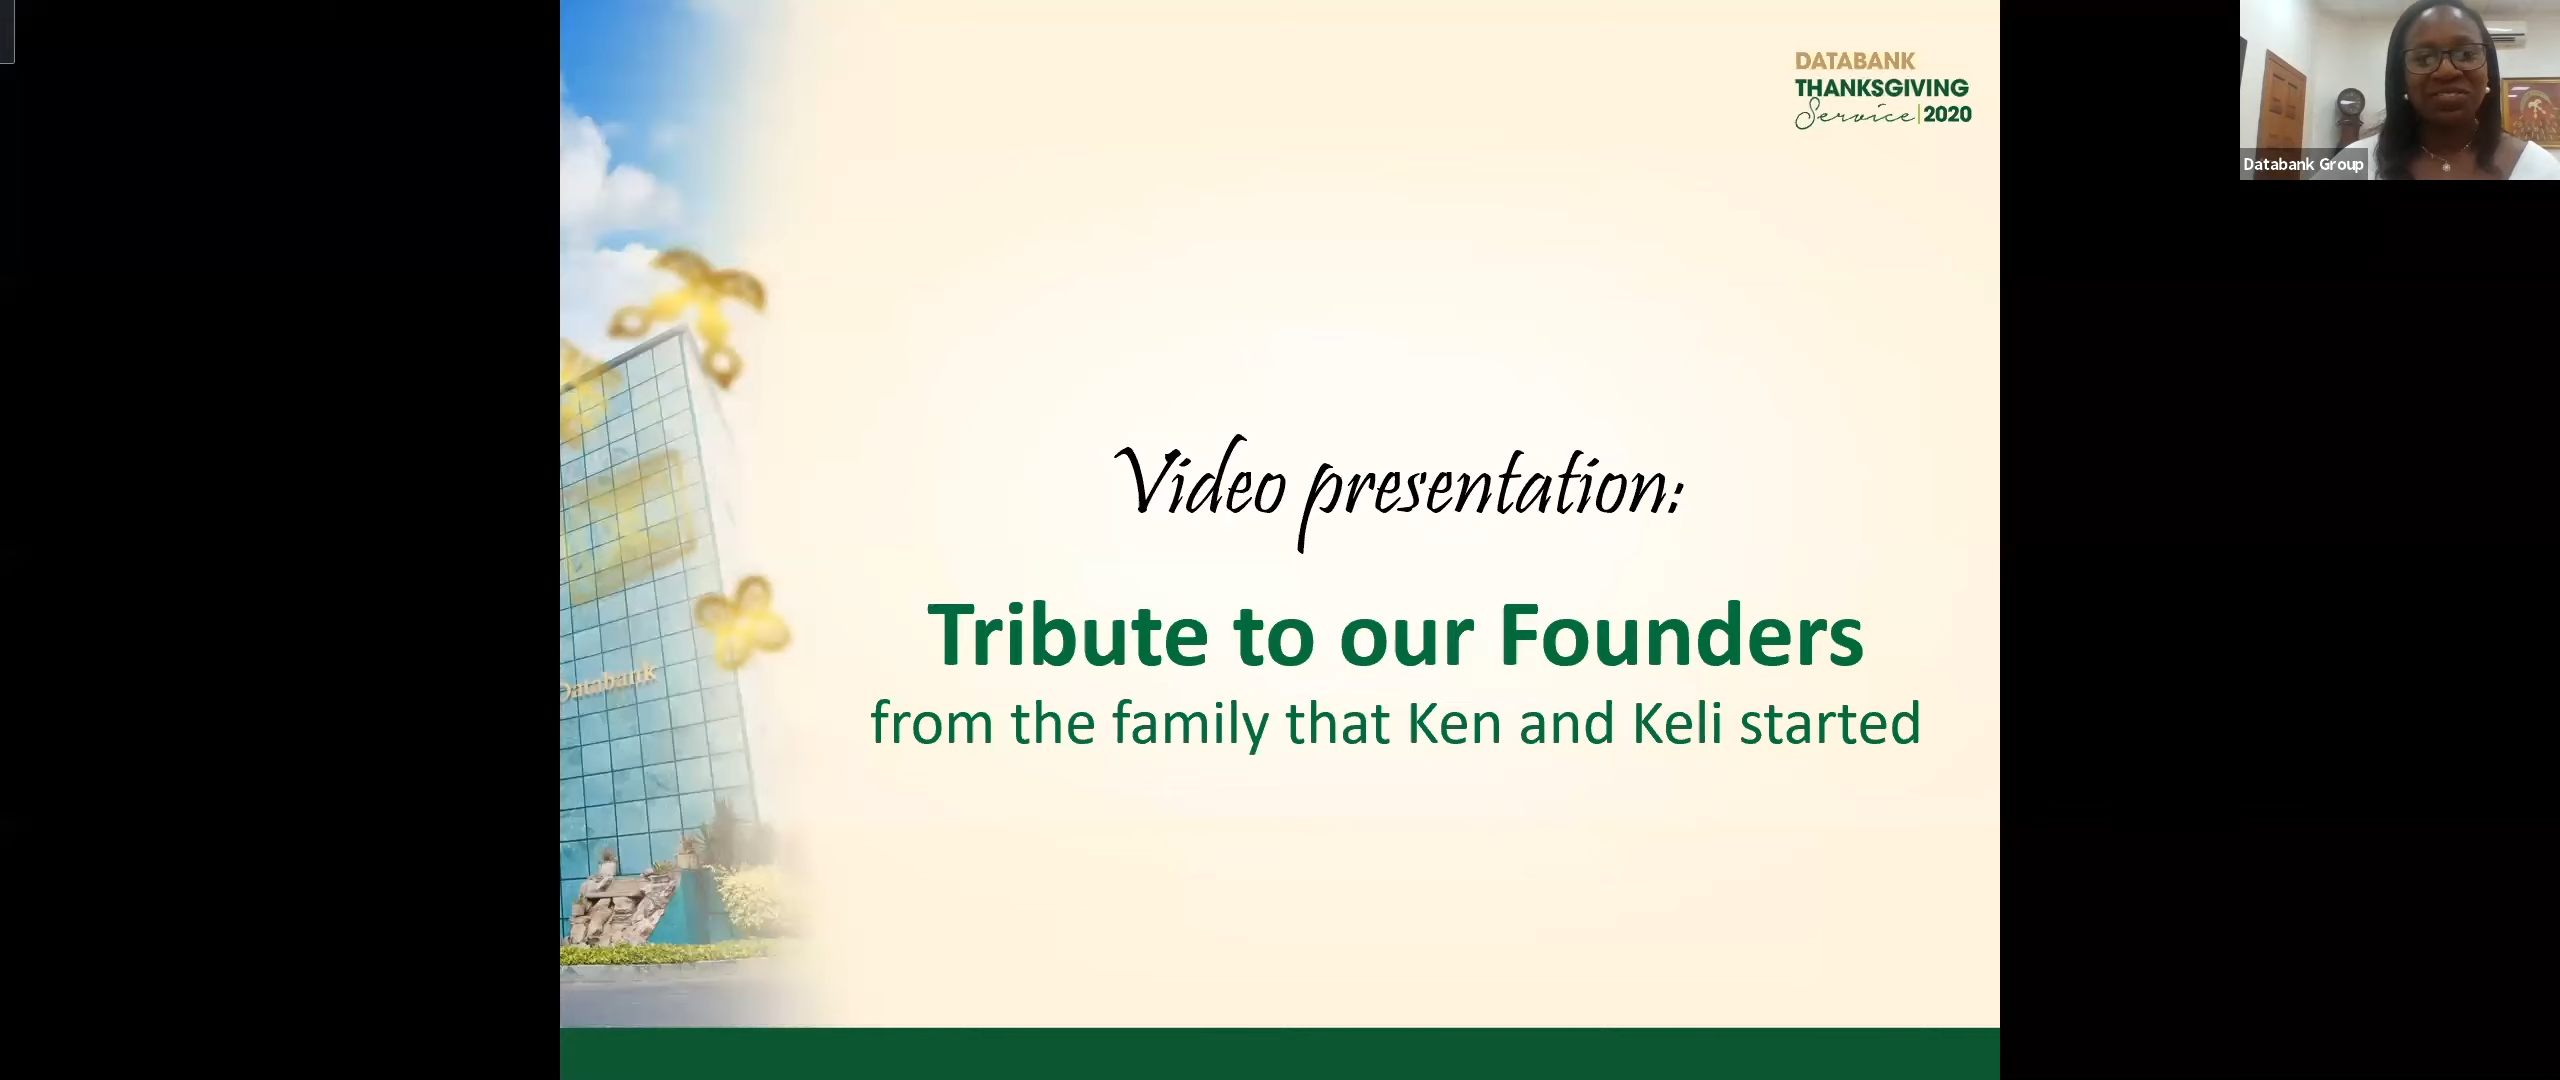 DATABANK
THANKSGIVING
Service | 2020
Databank Group
Video presentation:
Tribute to our Founders
from the family that Ken and Keli started
Databank